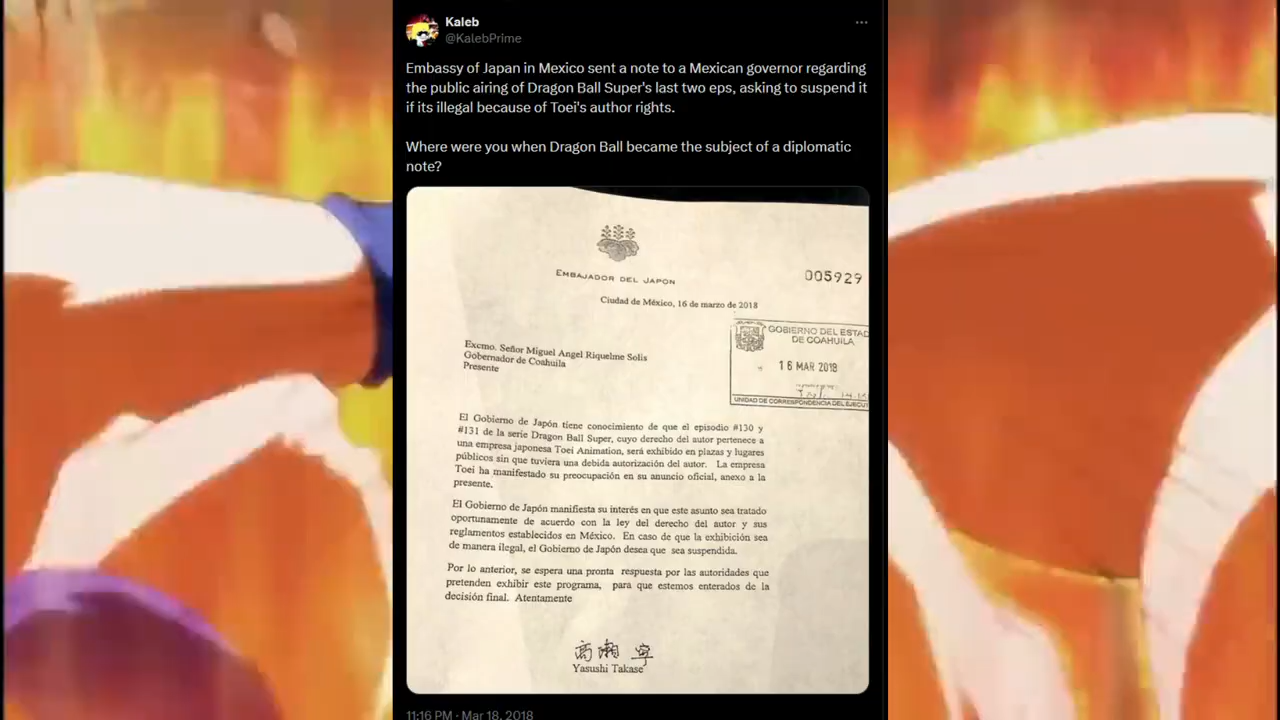 Kaleb
@KalebPrime
Embassy of Japan in Mexico sent a note to a Mexican governor regarding
the public airing of Dragon Ball Super's last two eps, asking to suspend it
if its illegal because of Toei's author rights.
Where were you when Dragon Ball became the subject of a diplomatic
note?
EMBAJADOR DEL JAPON
005929
Ciudad de México, 16 de marzo de 2018
GOBIERNO DEL ESTAD
DE COAHUILA
16 MAR 2018
UNIDAD DE CORRESPONDENCIA DEL EJECUT
Excmo. Señor Miguel Angel Riquelme Solis
Gobernador de Coahuila
Presente
El Gobierno de Japón tiene conocimiento de que el episodio #130 y
#131 de la serie Dragon Ball Super, cuyo derecho del autor pertenece a
una empresa japonesa Toei Animation, será exhibido en plazas y lugares
públicos sin que tuviera una debida autorización del autor. La empresa
Toei ha manifestado su preocupación en su anuncio oficial, anexo a la
presente.
El Gobierno de Japón manifiesta su interés en que este asunto sea tratado
oportunamente de acuerdo con la ley del derecho del autor y sus
reglamentos establecidos en México. En caso de que la exhibición sea
de manera ilegal, el Gobierno de Japón desea que sea suspendida.
Por lo anterior, se espera una pronta respuesta por las autoridades que
pretenden exhibir este programa, para que estemos enterados de la
decisión final. Atentamente
高瀬 寧
Yasushi Takase
11:16 PM · Mar 18, 2018